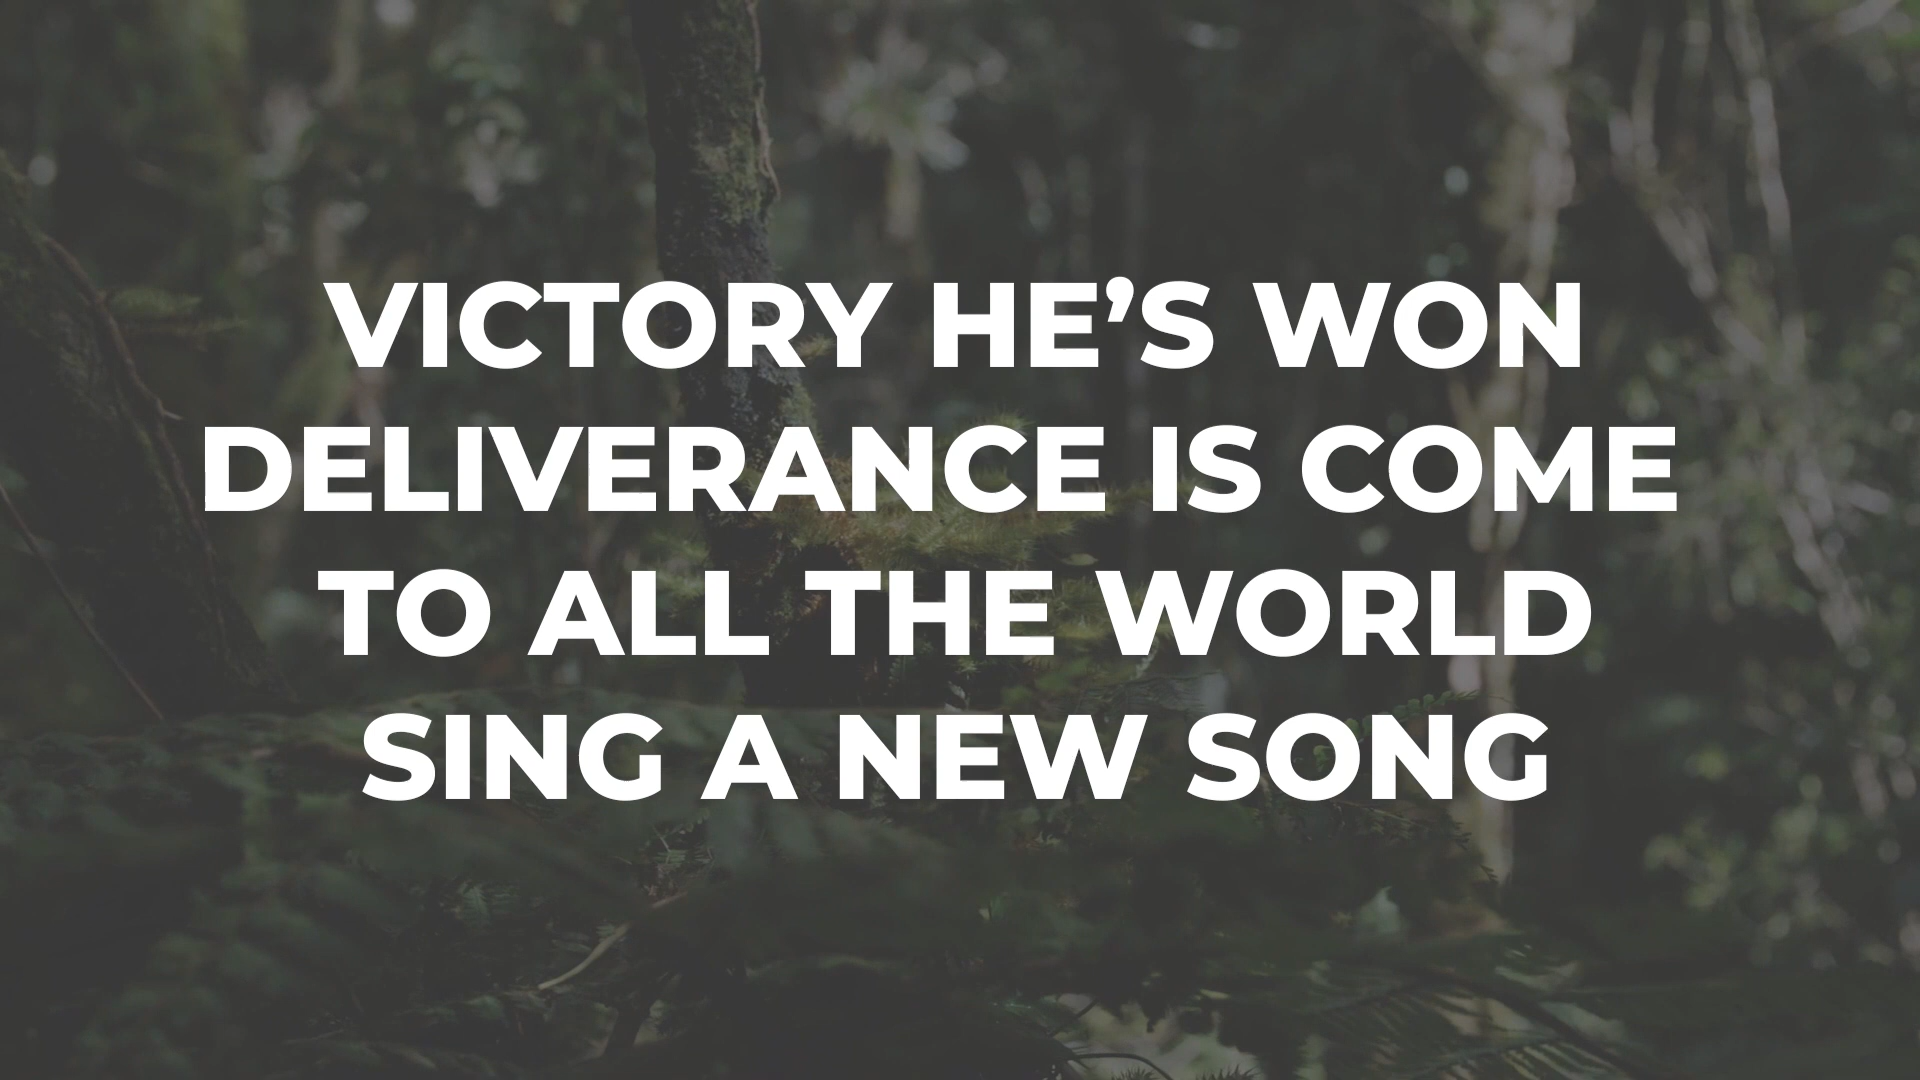 VICTORY HE’S WON
DELIVERANCE IS COME
TO ALL THE WORLD
SING A NEW SONG